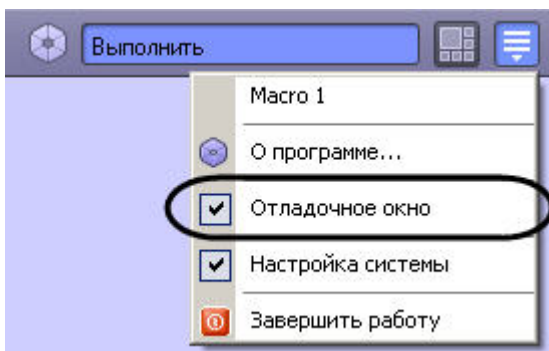 Выполнить
Macro 1
О программе...
Отладочное окно
Настройка системы
Завершить работу